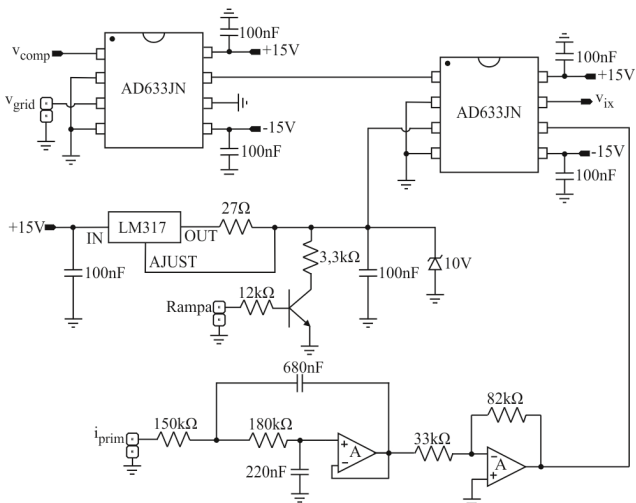 100nF
v_comp
+15V
100nF
+15V
AD633JN
v_grid
AD633JN
v_ix
-15V
100nF
-15V
100nF
27Ω
+15V
LM317
IN
OUT
AJUST
3,3kΩ
100nF
100nF
10V
12kΩ
Rampa
680nF
82kΩ
150kΩ
180kΩ
33kΩ
i_prim
+
-
A
-
+
A
220nF